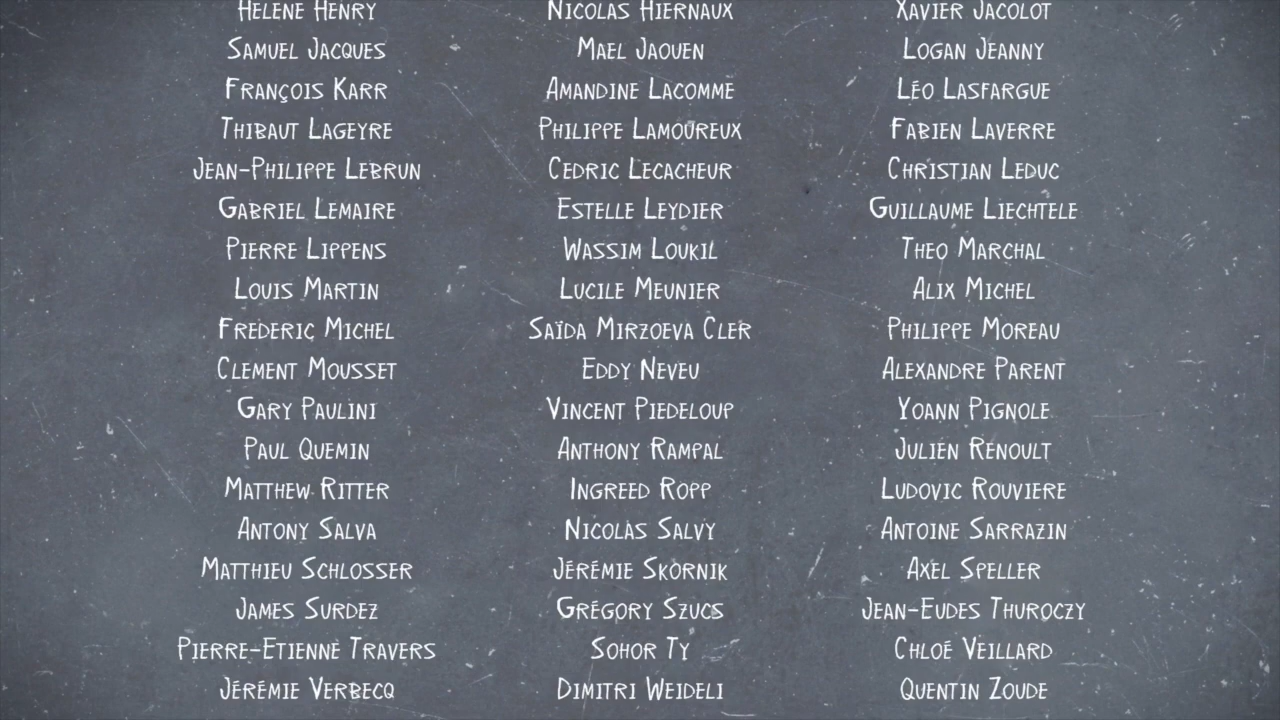 HELENE HENRY NICOLAS HIERNAUX XAVIER JACOLOT
SAMUEL JACQUES MAEL JAOUEN LOGAN JEANNY
FRANÇOIS KARR AMANDINE LACOMME LÉO LASFARGUE
THIBAUT LAGEYRE PHILIPPE LAMOUREUX FABIEN LAVERRE
JEAN-PHILIPPE LEBRUN CEDRIC LECACHEUR CHRISTIAN LEDUC
GABRIEL LEMAIRE ESTELLE LEYDIER GUILLAUME LIECHTELE
PIERRE LIPPENS WASSIM LOUKIL THEO MARCHAL
LOUIS MARTIN LUCILE MEUNIER ALIX MICHEL
FREDERIC MICHEL SAÏDA MIRZOEVA CLER PHILIPPE MOREAU
CLEMENT MOUSSET EDDY NEVEU ALEXANDRE PARENT
GARY PAULINI VINCENT PIEDELOUP YOANN PIGNOLE
PAUL QUEMIN ANTHONY RAMPAL JULIEN RENOULT
MATTHEW RITTER INGREED ROPP LUDOVIC ROUVIERE
ANTONY SALVA NICOLAS SALVY ANTOINE SARRAZIN
MATTHIEU SCHLOSSER JÉRÉMIE SKORNIK AXEL SPELLER
JAMES SURDEZ GRÉGORY SZUCS JEAN-EUDES THUROCZY
PIERRE-ETIENNE TRAVERS SOHOR TY CHLOÉ VEILLARD
JÉRÉMIE VERBECQ DIMITRI WEIDELI QUENTIN ZOUDE